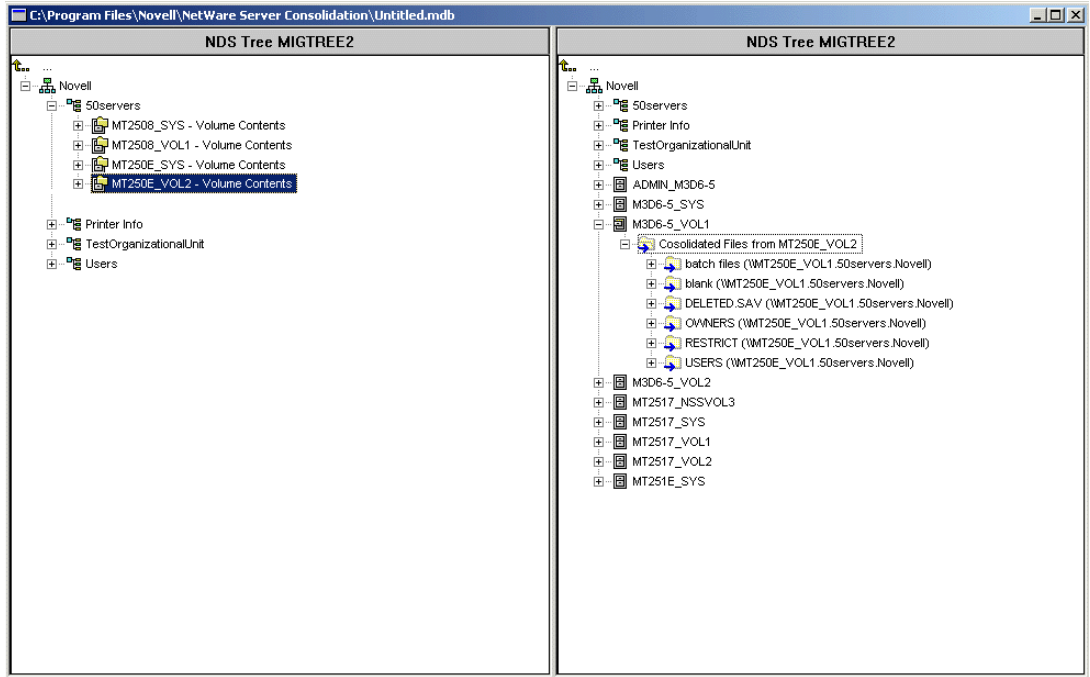 C:\Program Files\Novell\NetWare Server Consolidation\Untitled.mdb
NDS Tree MIGTREE2
...
Novell
50servers
MT2508_SYS - Volume Contents
MT2508_VOL1 - Volume Contents
MT250E_SYS - Volume Contents
MT250E_VOL2 - Volume Contents
Printer Info
TestOrganizationalUnit
Users
NDS Tree MIGTREE2
...
Novell
50servers
Printer Info
TestOrganizationalUnit
Users
ADMIN_M3D6-5
M3D6-5_SYS
M3D6-5_VOL1
Cosolidated Files from MT250E_VOL2
batch files (\\MT250E_VOL1.50servers.Novell)
blank (\\MT250E_VOL1.50servers.Novell)
DELETED.SAV (\\MT250E_VOL1.50servers.Novell)
OWNERS (\\MT250E_VOL1.50servers.Novell)
RESTRICT (\\MT250E_VOL1.50servers.Novell)
USERS (\\MT250E_VOL1.50servers.Novell)
M3D6-5_VOL2
MT2517_NSSVOL3
MT2517_SYS
MT2517_VOL1
MT2517_VOL2
MT251E_SYS